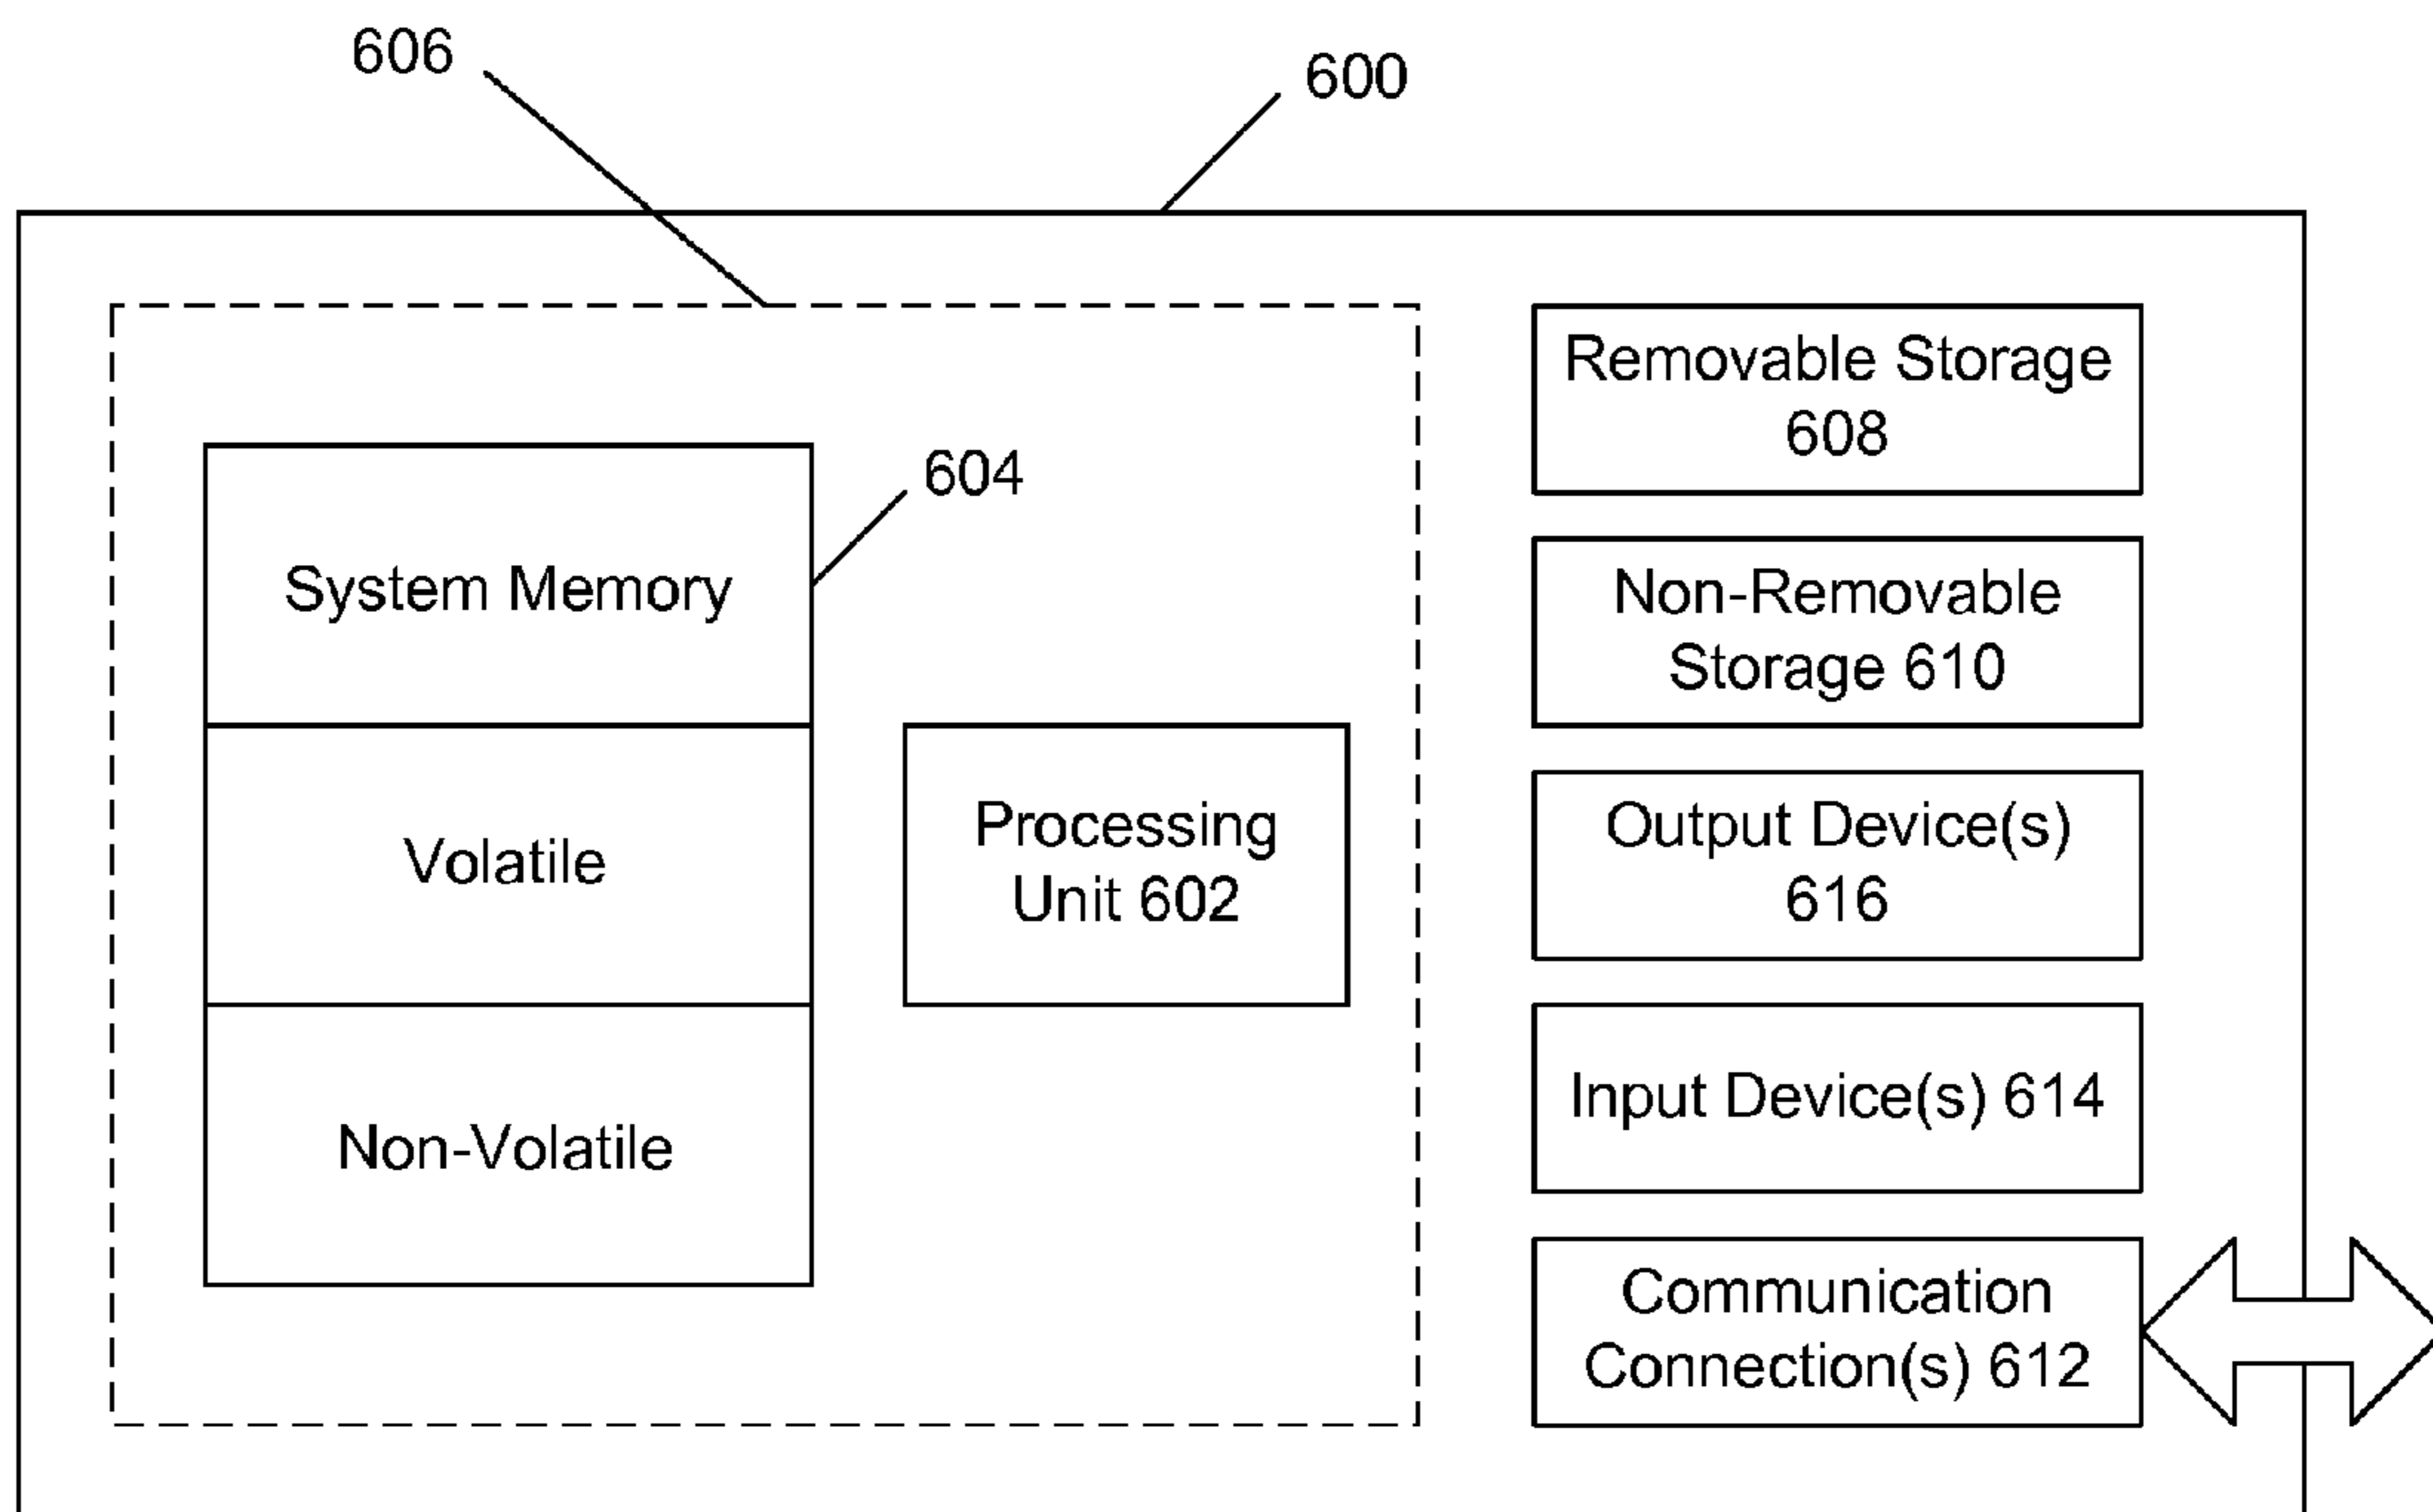 606
600
604
System Memory
Volatile
Non-Volatile
Processing
Unit 602
Removable Storage
608
Non-Removable
Storage 610
Output Device(s)
616
Input Device(s) 614
Communication
Connection(s) 612